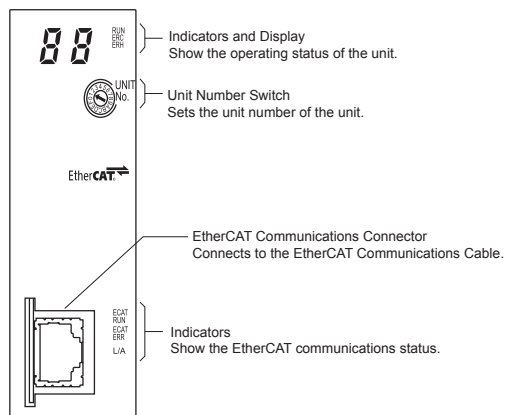 88
RUN
ERC
ERH
Indicators and Display
Show the operating status of the unit.
UNIT
No.
Unit Number Switch
Sets the unit number of the unit.
EtherCAT®
EtherCAT Communications Connector
Connects to the EtherCAT Communications Cable.
ECAT
RUN
ECAT
ERR
L/A
Indicators
Show the EtherCAT communications status.